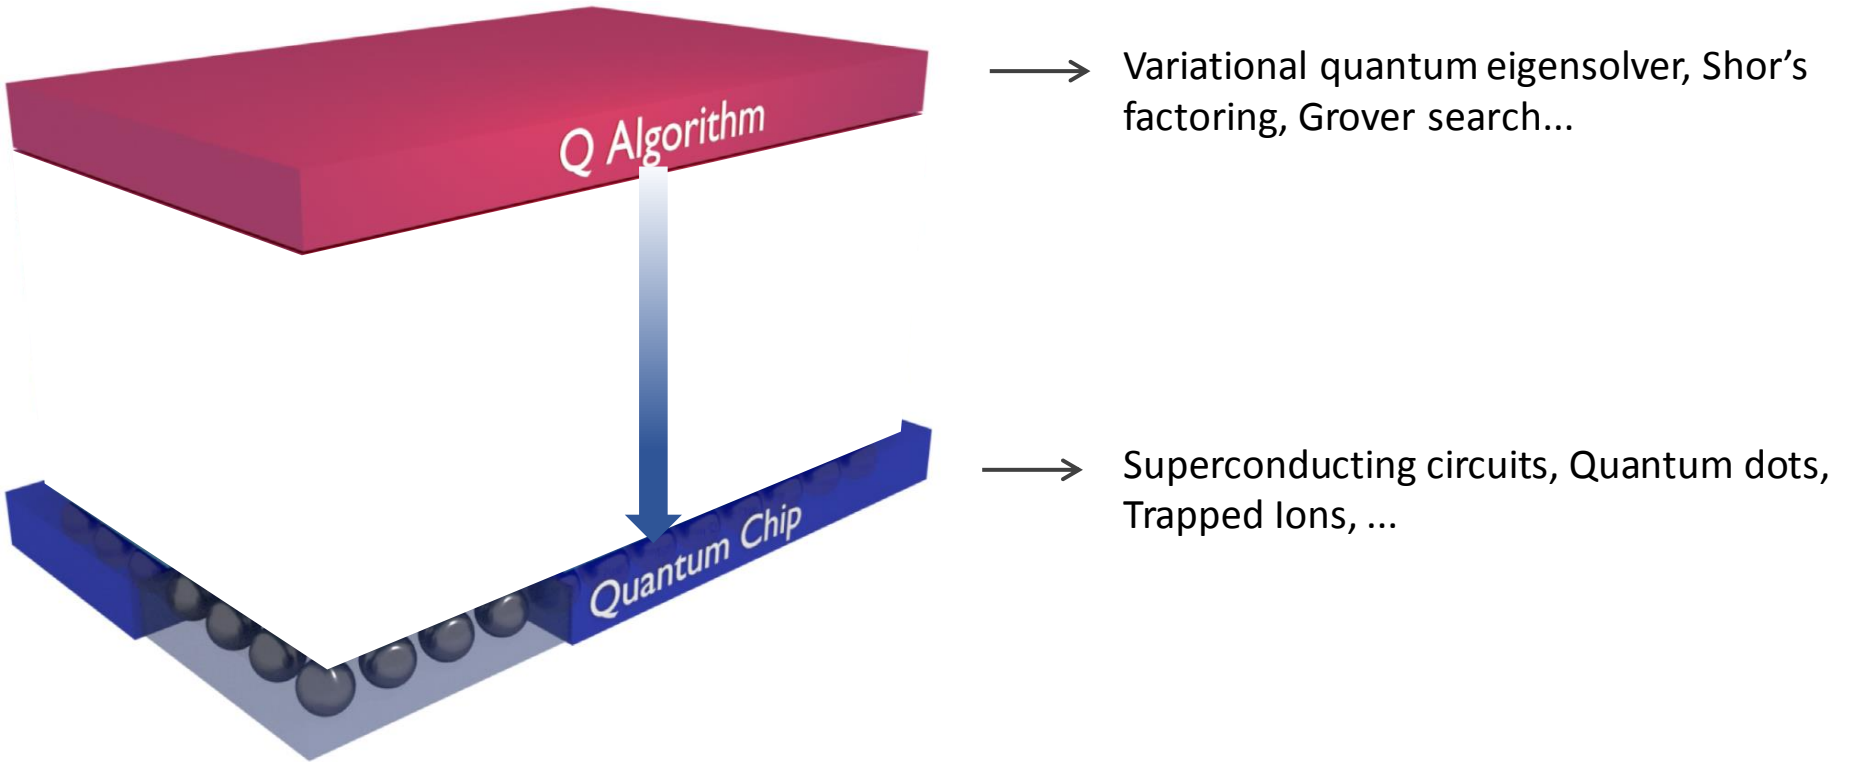 Q Algorithm
Variational quantum eigensolver, Shor's
factoring, Grover search...
Quantum Chip
Superconducting circuits, Quantum dots,
Trapped Ions, ...